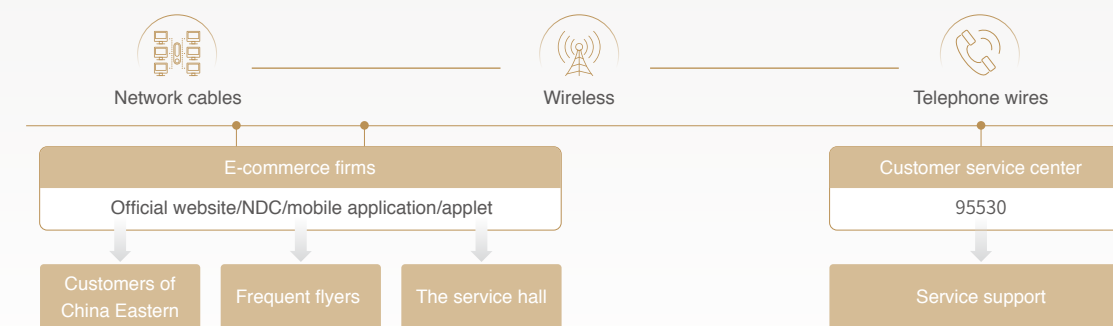 Network cables
Wireless
Telephone wires
E-commerce firms
Customer service center
Official website/NDC/mobile application/applet
95530
Customers of
China Eastern
Frequent flyers
The service hall
Service support